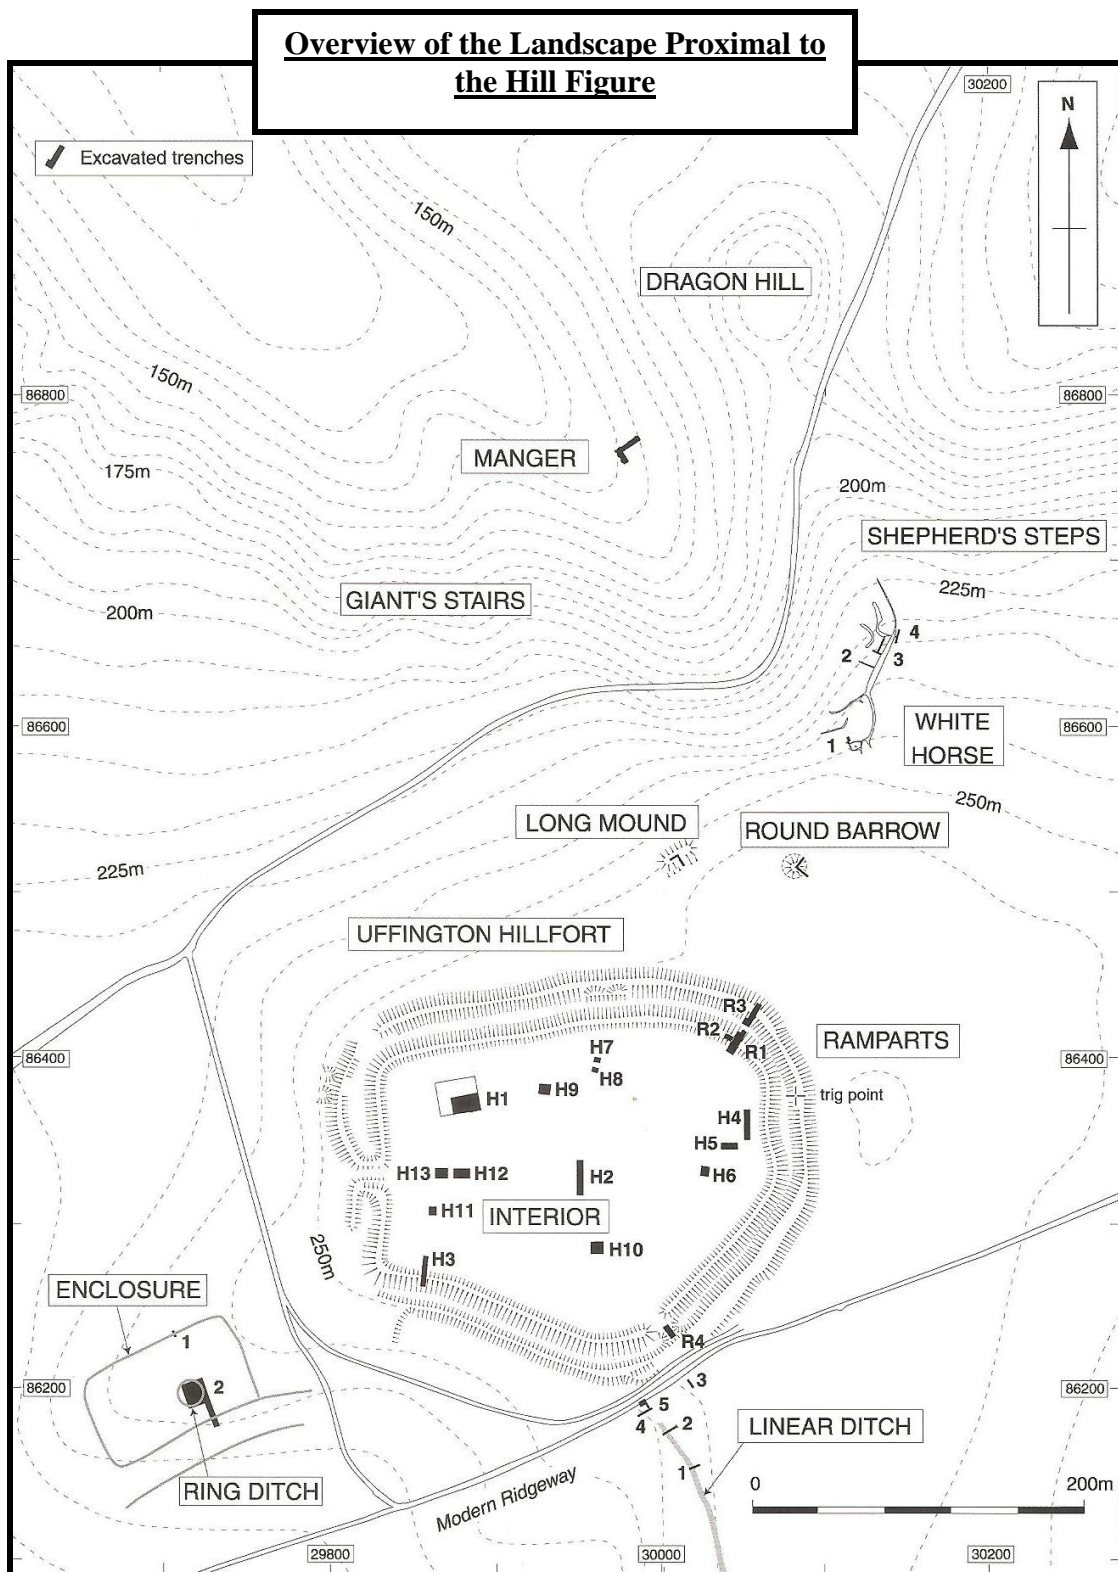 Overview of the Landscape Proximal to
the Hill Figure
30200
N
Excavated trenches
150m
DRAGON HILL
150m
86800
86800
MANGER
175m
200m
SHEPHERD'S STEPS
225m
GIANT'S STAIRS
200m
4
2
3
86600
WHITE
HORSE
86600
1
250m
LONG MOUND
ROUND BARROW
225m
UFFINGTON HILLFORT
R3
R2
R1
RAMPARTS
86400
86400
H7
H8
H9
H1
trig point
H4
H5
H6
H13
H12
H2
H11
INTERIOR
H10
250m
H3
ENCLOSURE
1
R4
86200
2
86200
3
5
4
2
LINEAR DITCH
1
RING DITCH
Modern Ridgeway
0
200m
29800
30000
30200